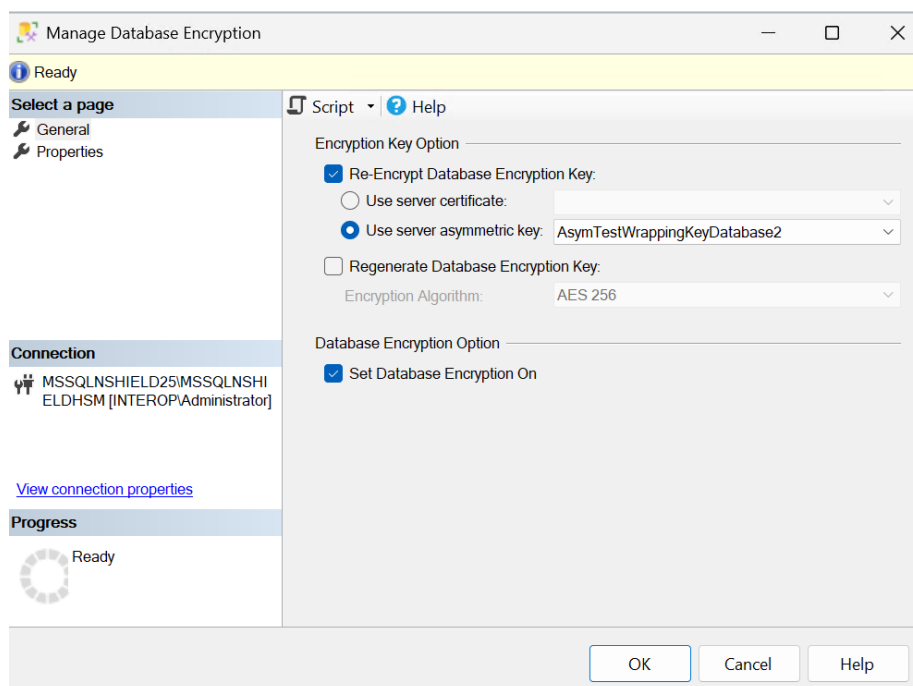 Manage Database Encryption
Ready
Select a page
General
Properties
Script
Help
Encryption Key Option
Re-Encrypt Database Encryption Key:
Use server certificate:
Use server asymmetric key: AsymTestWrappingKeyDatabase2
Regenerate Database Encryption Key:
Encryption Algorithm: AES 256
Database Encryption Option
Set Database Encryption On
Connection
MSSQLNSHIELD25\MSSQLNSHI
ELDHSM [INTEROP\Administrator]
View connection properties
Progress
Ready
OK
Cancel
Help